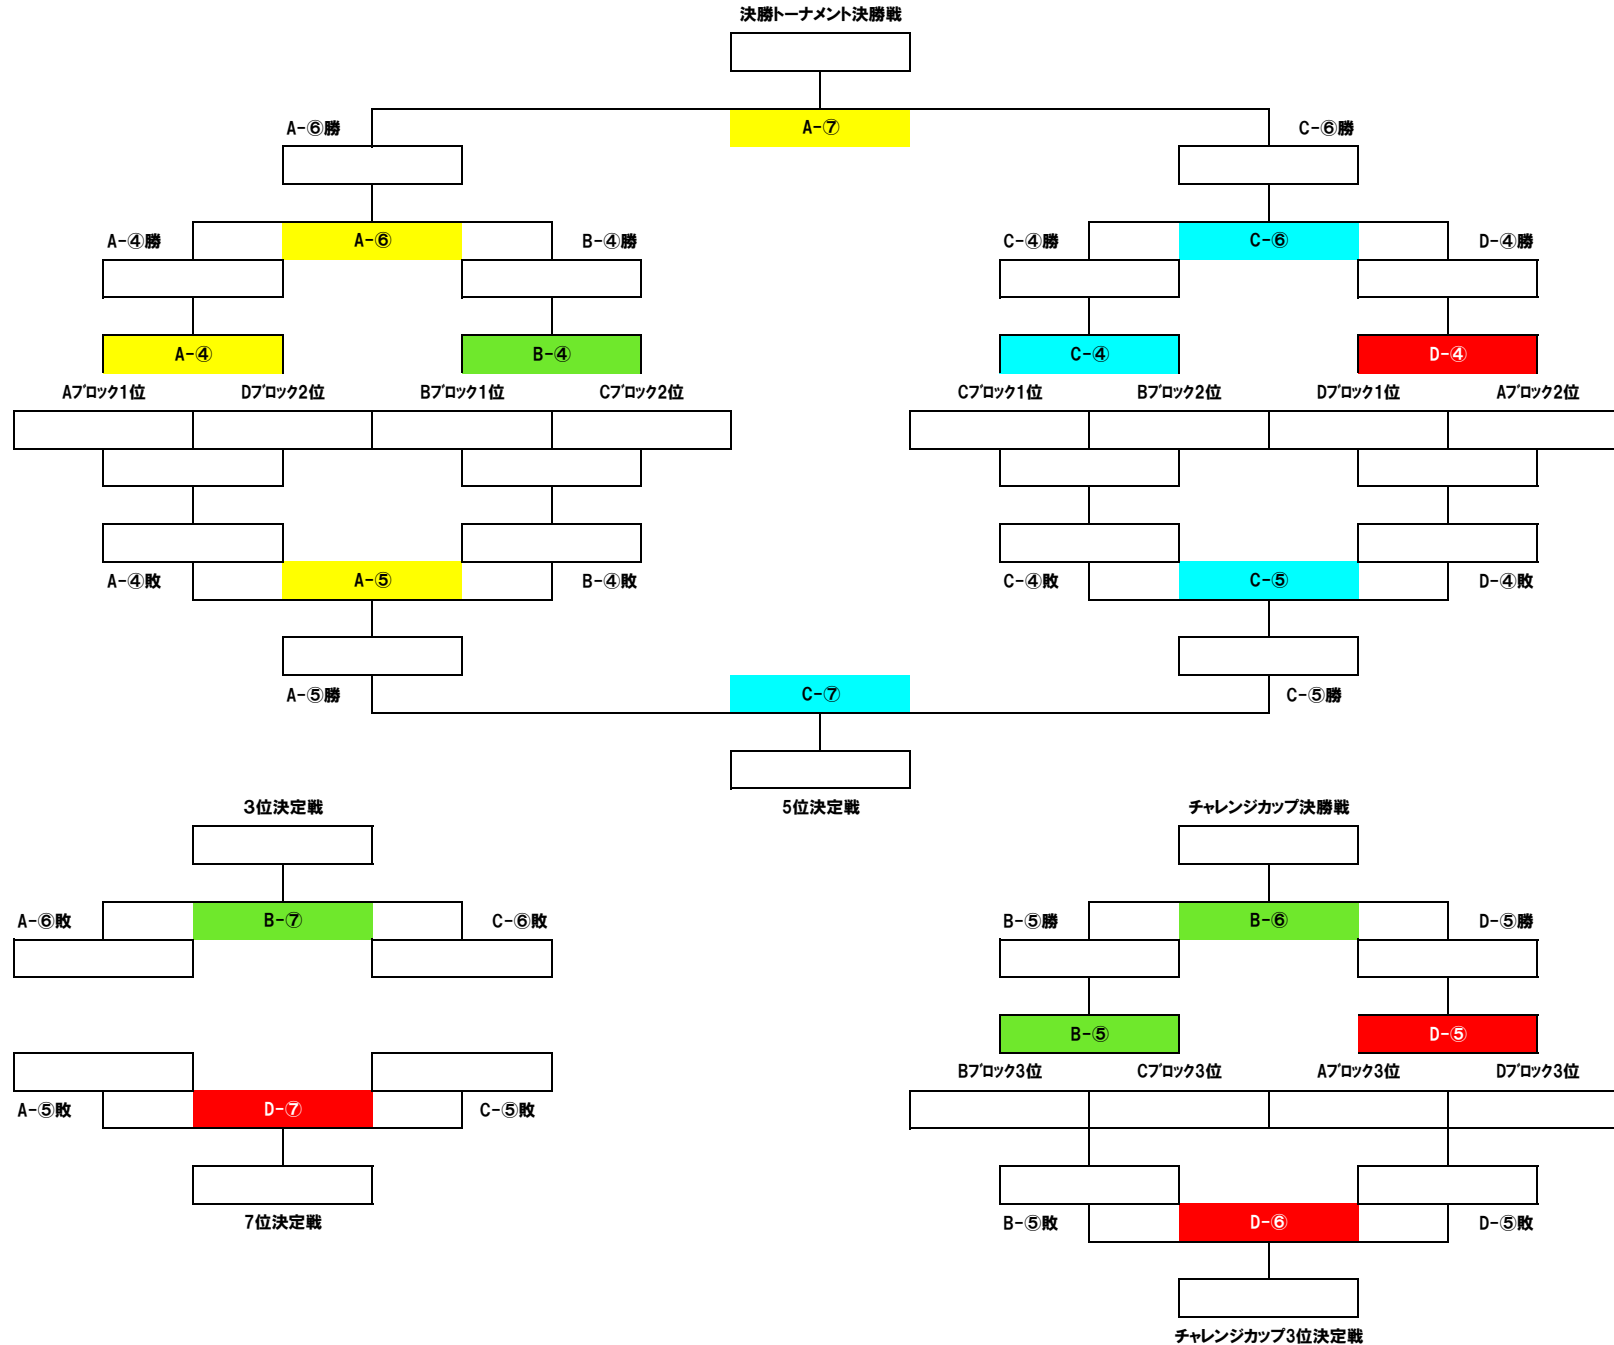 決勝トーナメント決勝戦
A-⑥勝 A-⑦ C-⑥勝
A-④勝 A-⑥ B-④勝 C-④勝 C-⑥ D-④勝
A-④ B-④ C-④ D-④
Aブロック1位 Dブロック2位 Bブロック1位 Cブロック2位 Cブロック1位 Bブロック2位 Dブロック1位 Aブロック2位
A-④敗 A-⑤ B-④敗 C-④敗 C-⑤ D-④敗
A-⑤勝 C-⑦ C-⑤勝
3位決定戦 5位決定戦 チャレンジカップ決勝戦
A-⑥敗 B-⑦ C-⑥敗 B-⑤勝 B-⑥ D-⑤勝
B-⑤ D-⑤
Bブロック3位 Cブロック3位 Aブロック3位 Dブロック3位
A-⑤敗 D-⑦ C-⑤敗
7位決定戦 B-⑤敗 D-⑥ D-⑤敗
チャレンジカップ3位決定戦